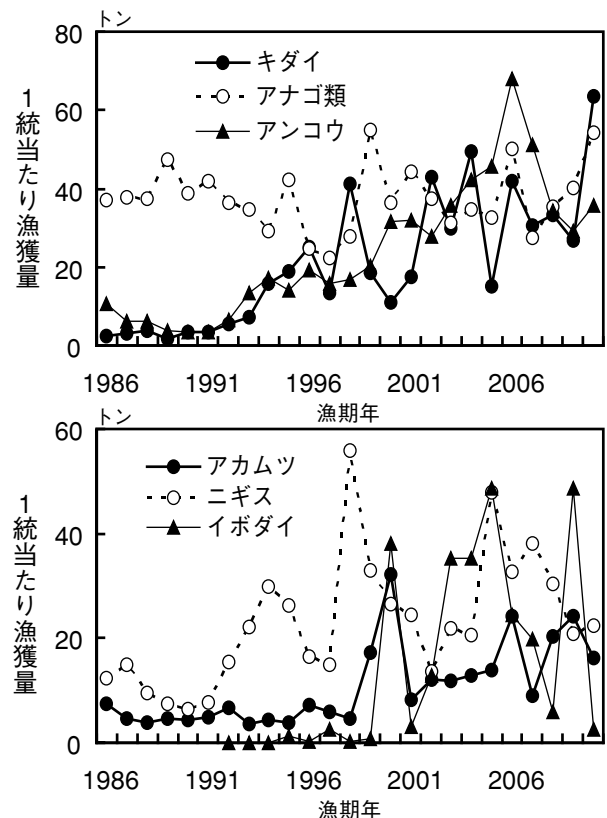 トン
80
60
40
20
0
1統当たり漁獲量
キダイ
アナゴ類
アンコウ
1986 1991 1996 2001 2006
漁期年
トン
60
40
20
0
1統当たり漁獲量
アカムツ
ニギス
イボダイ
1986 1991 1996 2001 2006
漁期年